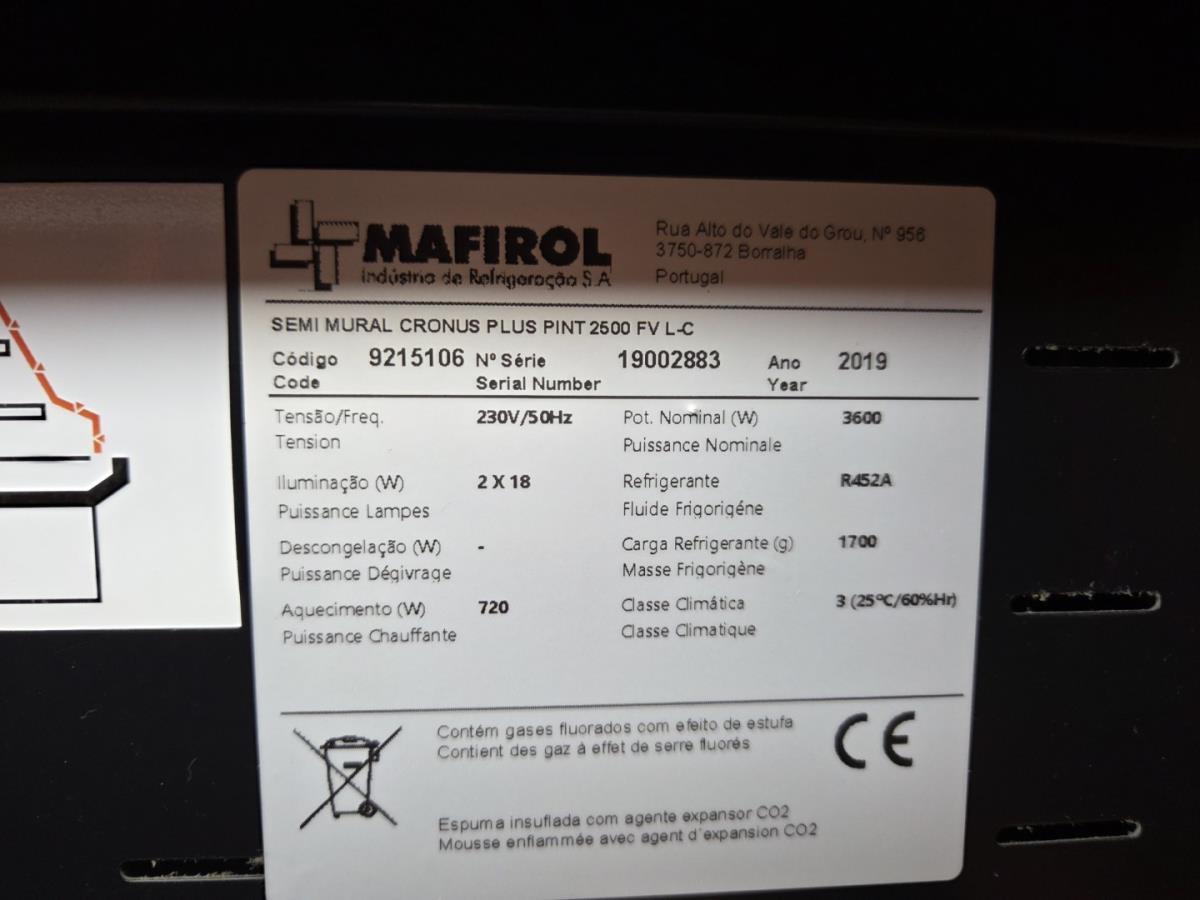 MAFIROL
Indústria de Refrigeração S.A
Rua Alto do Vale do Grou, Nº 956
3750-872 Borralha
Portugal
SEMI MURAL CRONUS PLUS PINT 2500 FV L-C
Código 9215106 Nº Série 19002883 Ano 2019
Code Serial Number Year
Tensão/Freq. 230V/50Hz Pot. Nominal (W) 3600
Tension Puissance Nominale
Iluminação (W) 2 X 18 Refrigerante R452A
Puissance Lampes Fluide Frigorigéne
Descongelação (W) - Carga Refrigerante (g) 1700
Puissance Dégivrage Masse Frigorigène
Aquecimento (W) 720 Classe Climática 3 (25ºC/60%Hr)
Puissance Chauffante Classe Climatique
Contém gases fluorados com efeito de estufa
Contient des gaz à effet de serre fluorés
CE
Espuma insuflada com agente expansor CO2
Mousse enflammée avec agent d'expansion CO2